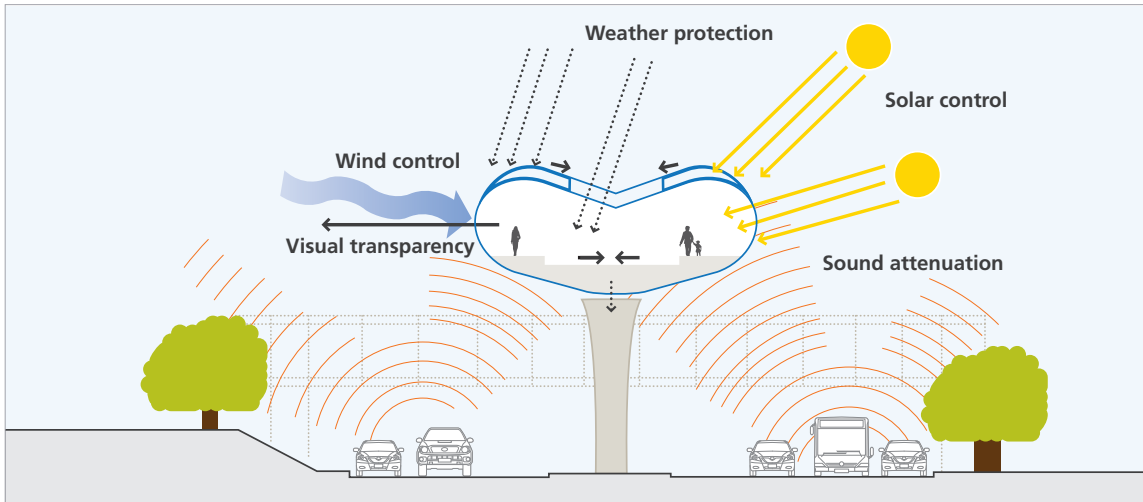 Weather protection
Solar control
Wind control
Visual transparency
Sound attenuation